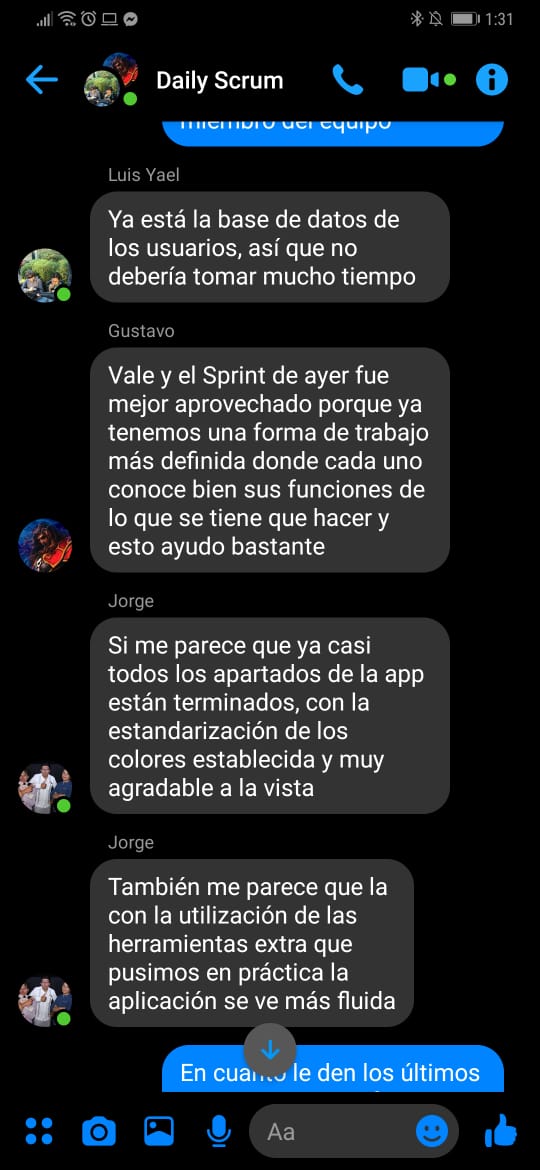 1:31
Daily Scrum
miembro del equipo
Luis Yael
Ya está la base de datos de
los usuarios, así que no
debería tomar mucho tiempo
Gustavo
Vale y el Sprint de ayer fue
mejor aprovechado porque ya
tenemos una forma de trabajo
más definida donde cada uno
conoce bien sus funciones de
lo que se tiene que hacer y
esto ayudo bastante
Jorge
Si me parece que ya casi
todos los apartados de la app
están terminados, con la
estandarización de los
colores establecida y muy
agradable a la vista
Jorge
También me parece que la
con la utilización de las
herramientas extra que
pusimos en práctica la
aplicación se ve más fluida
En cuanto le den los últimos
Aa